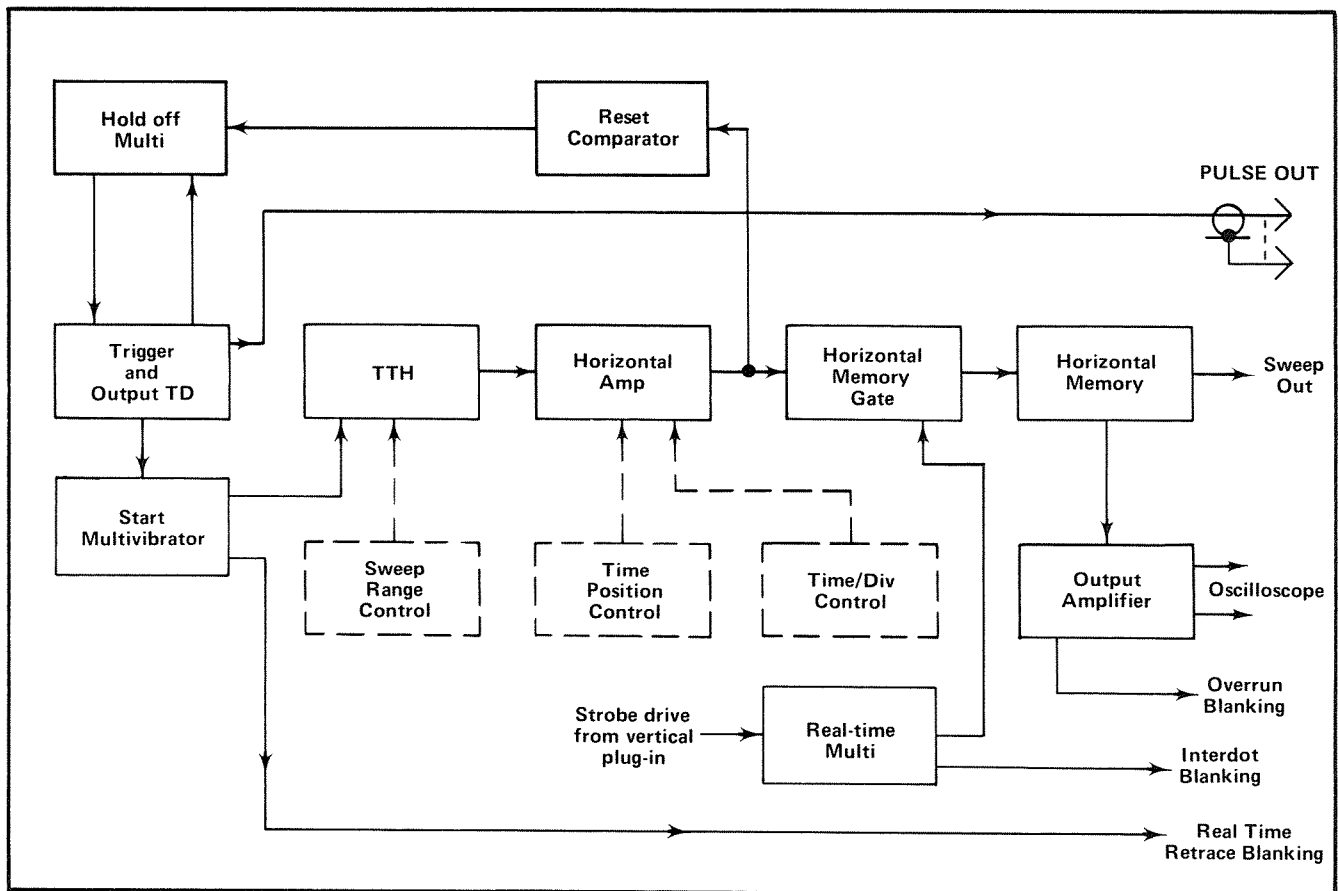 Hold off
Multi
Reset
Comparator
PULSE OUT
Trigger
and
Output TD
TTH
Horizontal
Amp
Horizontal
Memory
Gate
Horizontal
Memory
Sweep
Out
Start
Multivibrator
Sweep
Range
Control
Time
Position
Control
Time/Div
Control
Output
Amplifier
Oscilloscope
Overrun
Blanking
Strobe drive
from vertical
plug-in
Real-time
Multi
Interdot
Blanking
Real Time
Retrace Blanking